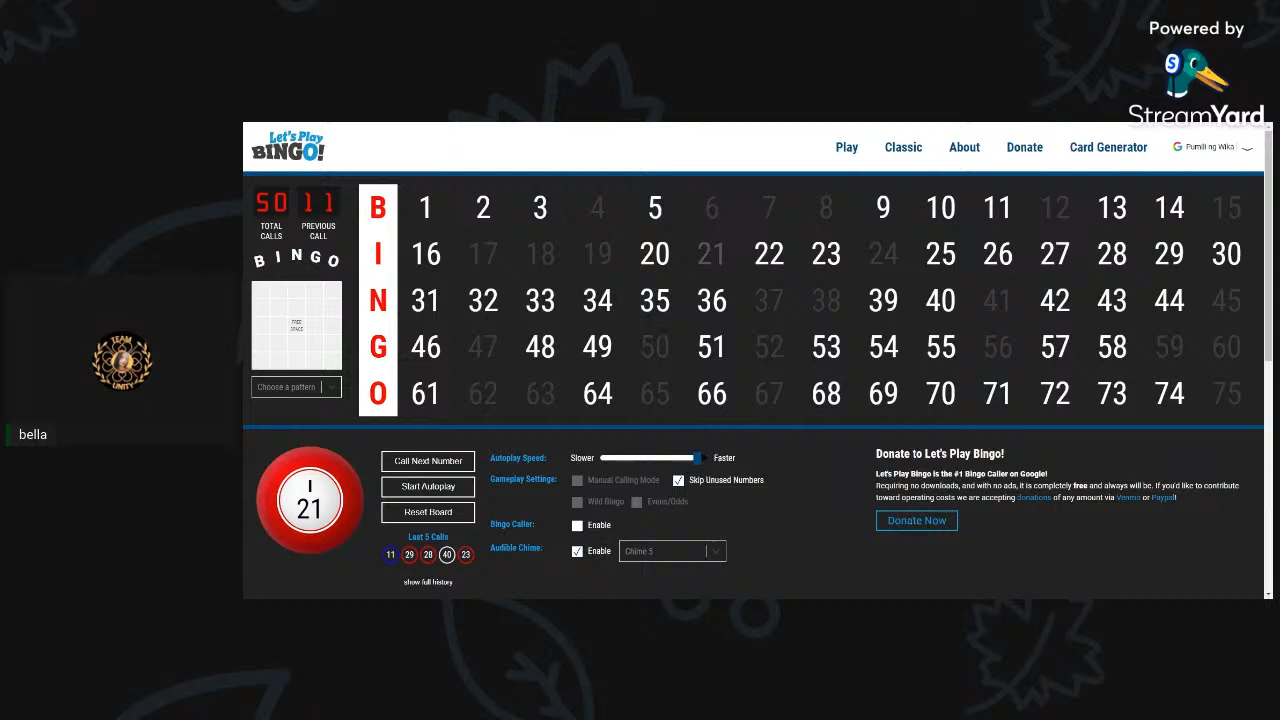 Powered by
StreamYard
Let's Play
BINGO!
Play Classic About Donate Card Generator G Pumili ng Wika
50 11
TOTAL CALLS PREVIOUS CALL
BINGO
FREE SPACE
Choose a pattern
B 1 2 3 4 5 6 7 8 9 10 11 12 13 14 15
I 16 17 18 19 20 21 22 23 24 25 26 27 28 29 30
N 31 32 33 34 35 36 37 38 39 40 41 42 43 44 45
G 46 47 48 49 50 51 52 53 54 55 56 57 58 59 60
O 61 62 63 64 65 66 67 68 69 70 71 72 73 74 75
TEAM
UNITY
bella
I
21
Call Next Number
Start Autoplay
Reset Board
Last 5 Calls
11 29 28 40 23
show full history
Autoplay Speed: Slower Faster
Gameplay Settings: Manual Calling Mode Skip Unused Numbers
Wild Bingo Evens/Odds
Bingo Caller: Enable
Audible Chime: Enable Chime 5
Donate to Let's Play Bingo!
Let's Play Bingo is the #1 Bingo Caller on Google!
Requiring no downloads, and with no ads, it is completely free and always will be. If you'd like to contribute
toward operating costs we are accepting donations of any amount via Venmo or Paypal!
Donate Now